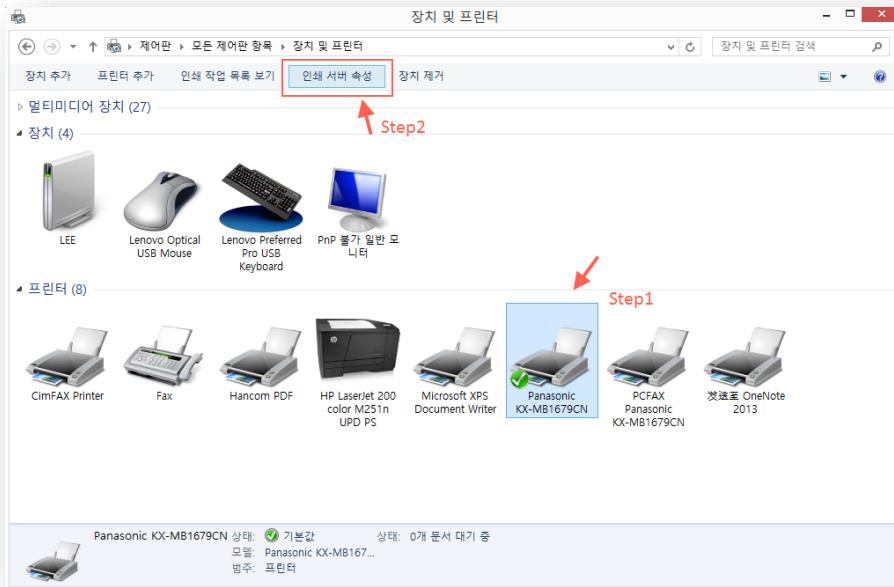 장치 및 프린터
제어판 ▸ 모든 제어판 항목 ▸ 장치 및 프린터
장치 및 프린터 검색
장치 추가 프린터 추가 인쇄 작업 목록 보기 인쇄 서버 속성 장치 제거
멀티미디어 장치 (27)
Step2
장치 (4)
LEE
Lenovo Optical
USB Mouse
Lenovo Preferred
Pro USB
Keyboard
PnP 불가 일반 모
니터
프린터 (8)
Step1
CimFAX Printer
Fax
Hancom PDF
HP LaserJet 200
color M251n
UPD PS
Microsoft XPS
Document Writer
Panasonic
KX-MB1679CN
PCFAX
Panasonic
KX-MB1679CN
发送至 OneNote
2013
Panasonic KX-MB1679CN 상태: 기본값 상태: 0개 문서 대기 중
모델: Panasonic KX-MB167...
범주: 프린터